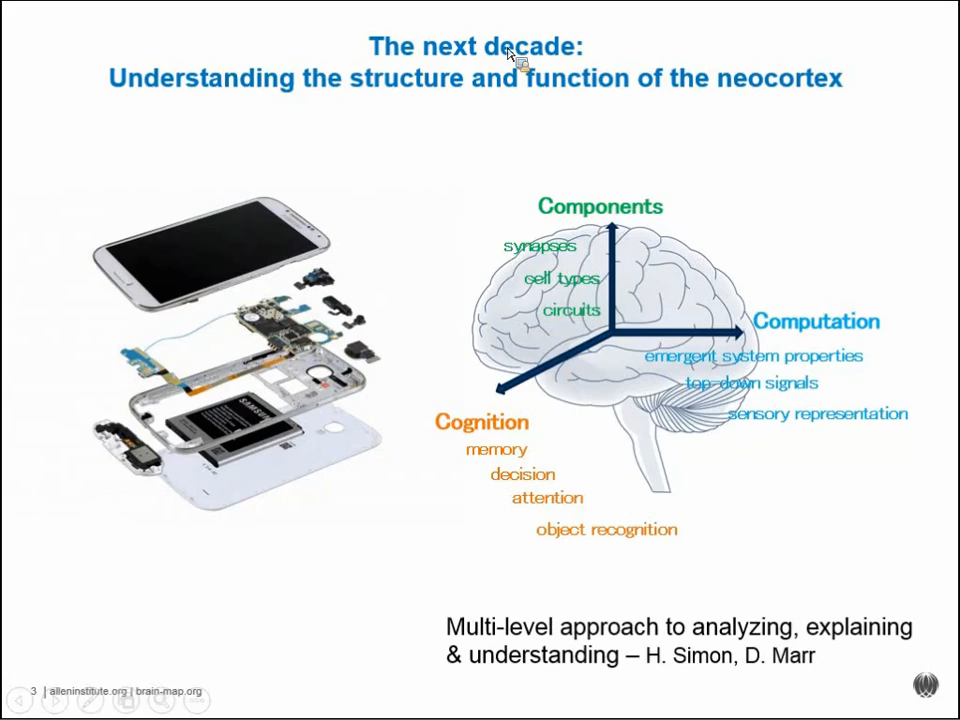 The next decade:
Understanding the structure and function of the neocortex
SAMSUNG
Components
synapses
cell types
circuits
Computation
emergent system properties
top-down signals
sensory representation
Cognition
memory
decision
attention
object recognition
Multi-level approach to analyzing, explaining
& understanding – H. Simon, D. Marr
3 | alleninstitute.org | brain-map.org